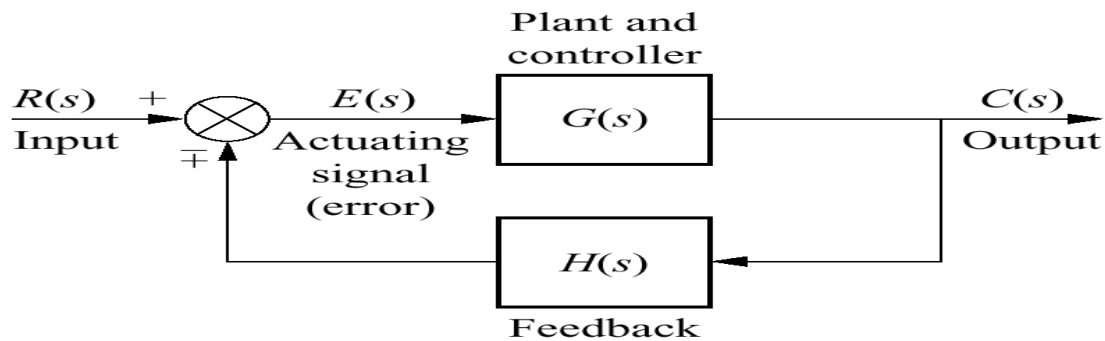 Plant and
controller
R(s)
+
E(s)
G(s)
C(s)
Input
∓
Actuating
signal
(error)
Output
H(s)
Feedback